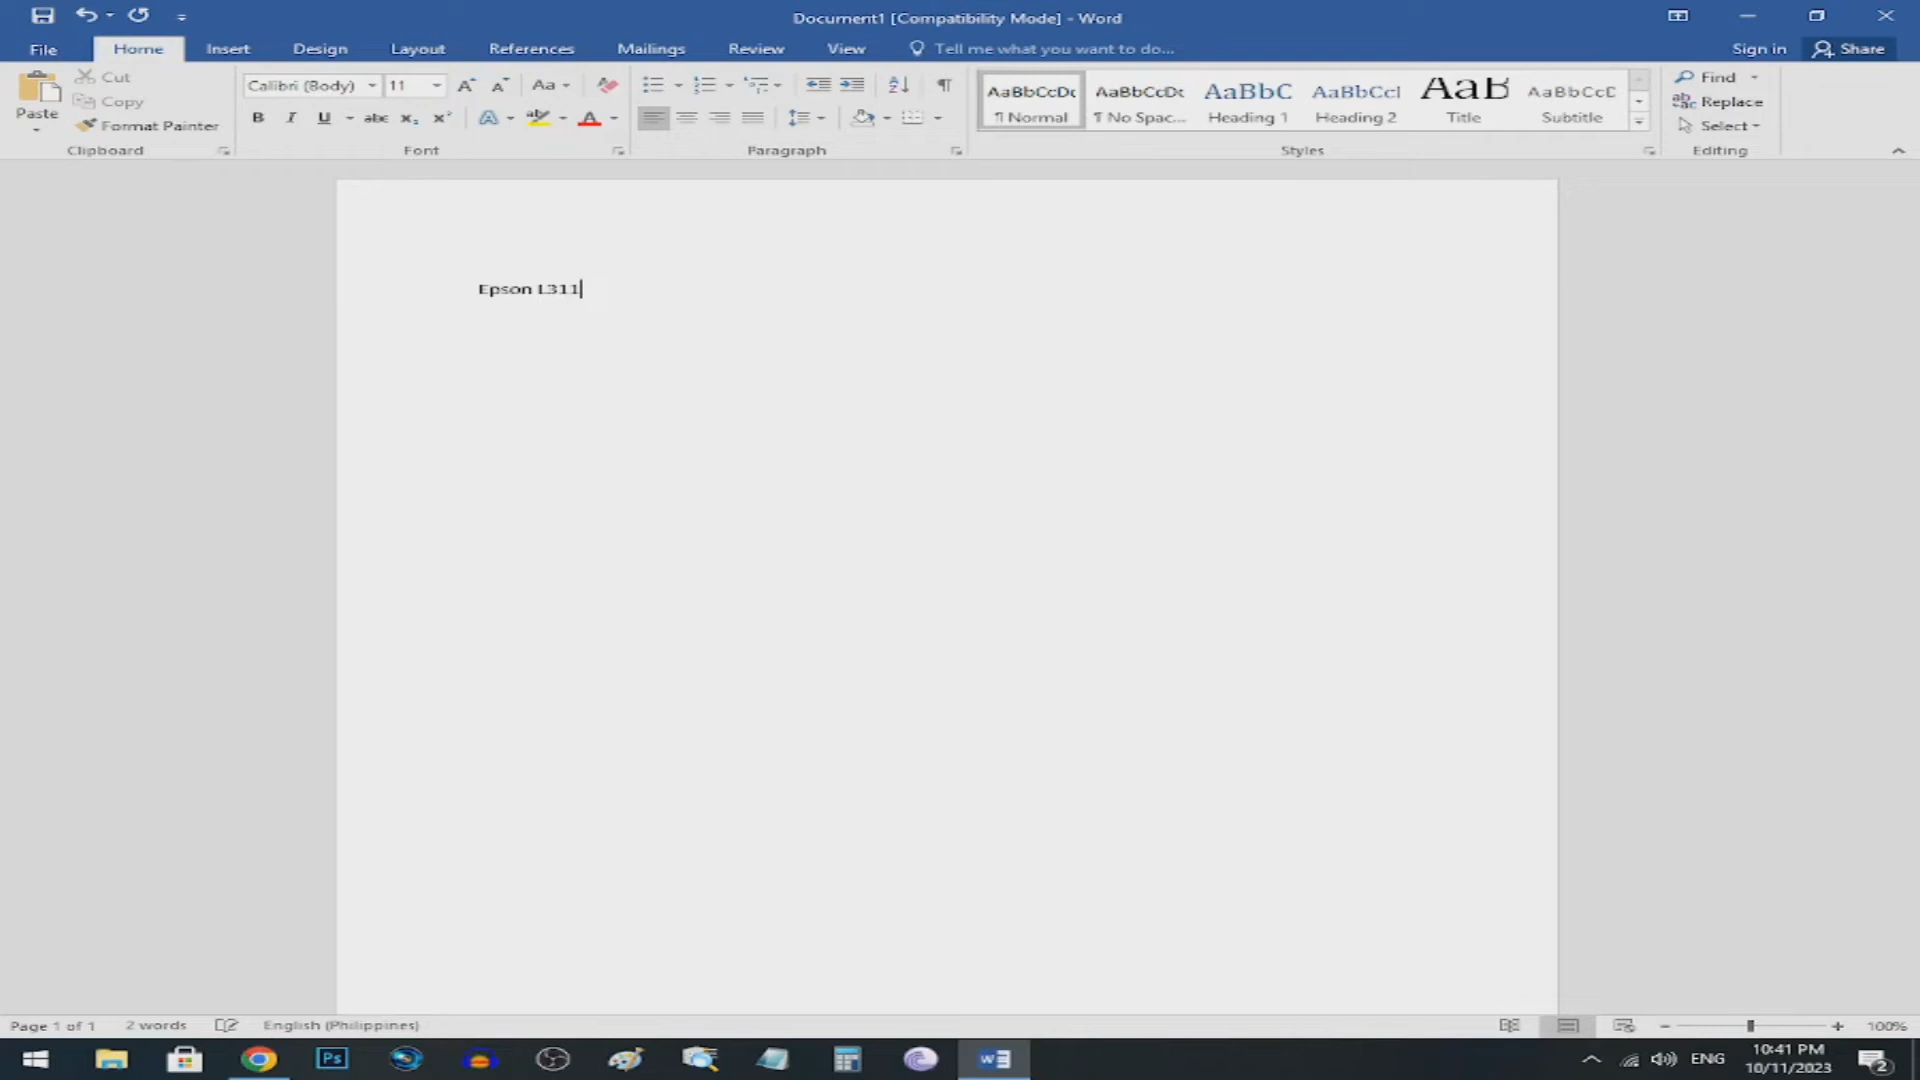 Document1 [Compatibility Mode] - Word
File Home Insert Design Layout References Mailings Review View Tell me what you want to do... Sign in Share
Paste
Cut
Copy
Format Painter
Clipboard
Calibri (Body) 11
Font
Paragraph
AaBbCcDc AaBbCcDc AaBbC AaBbCcI AaB AaBbCcD
¶ Normal ¶ No Spac... Heading 1 Heading 2 Title Subtitle
Styles
Find
Replace
Select
Editing
Epson L311
Page 1 of 1 2 words English (Philippines) 100%
ENG
10:41 PM
10/11/2023
2